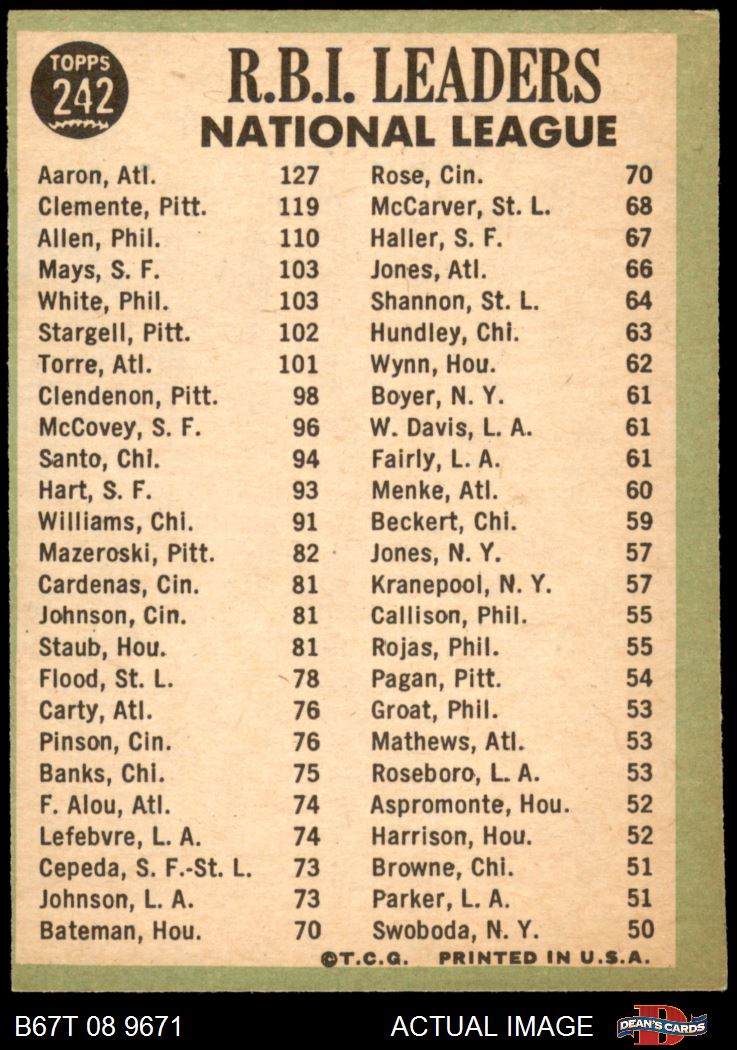 TOPPS
242
R.B.I. LEADERS
NATIONAL LEAGUE
Aaron, Atl. 127
Clemente, Pitt. 119
Allen, Phil. 110
Mays, S. F. 103
White, Phil. 103
Stargell, Pitt. 102
Torre, Atl. 101
Clendenon, Pitt. 98
McCovey, S. F. 96
Santo, Chi. 94
Hart, S. F. 93
Williams, Chi. 91
Mazeroski, Pitt. 82
Cardenas, Cin. 81
Johnson, Cin. 81
Staub, Hou. 81
Flood, St. L. 78
Carty, Atl. 76
Pinson, Cin. 76
Banks, Chi. 75
F. Alou, Atl. 74
Lefebvre, L. A. 74
Cepeda, S. F.-St. L. 73
Johnson, L. A. 73
Bateman, Hou. 70
Rose, Cin. 70
McCarver, St. L. 68
Haller, S. F. 67
Jones, Atl. 66
Shannon, St. L. 64
Hundley, Chi. 63
Wynn, Hou. 62
Boyer, N. Y. 61
W. Davis, L. A. 61
Fairly, L. A. 61
Menke, Atl. 60
Beckert, Chi. 59
Jones, N. Y. 57
Kranepool, N. Y. 57
Callison, Phil. 55
Rojas, Phil. 55
Pagan, Pitt. 54
Groat, Phil. 53
Mathews, Atl. 53
Roseboro, L. A. 53
Aspromonte, Hou. 52
Harrison, Hou. 52
Browne, Chi. 51
Parker, L. A. 51
Swoboda, N. Y. 50
©T.C.G. PRINTED IN U.S.A.
B67T 08 9671 ACTUAL IMAGE
D
DEAN'S CARDS